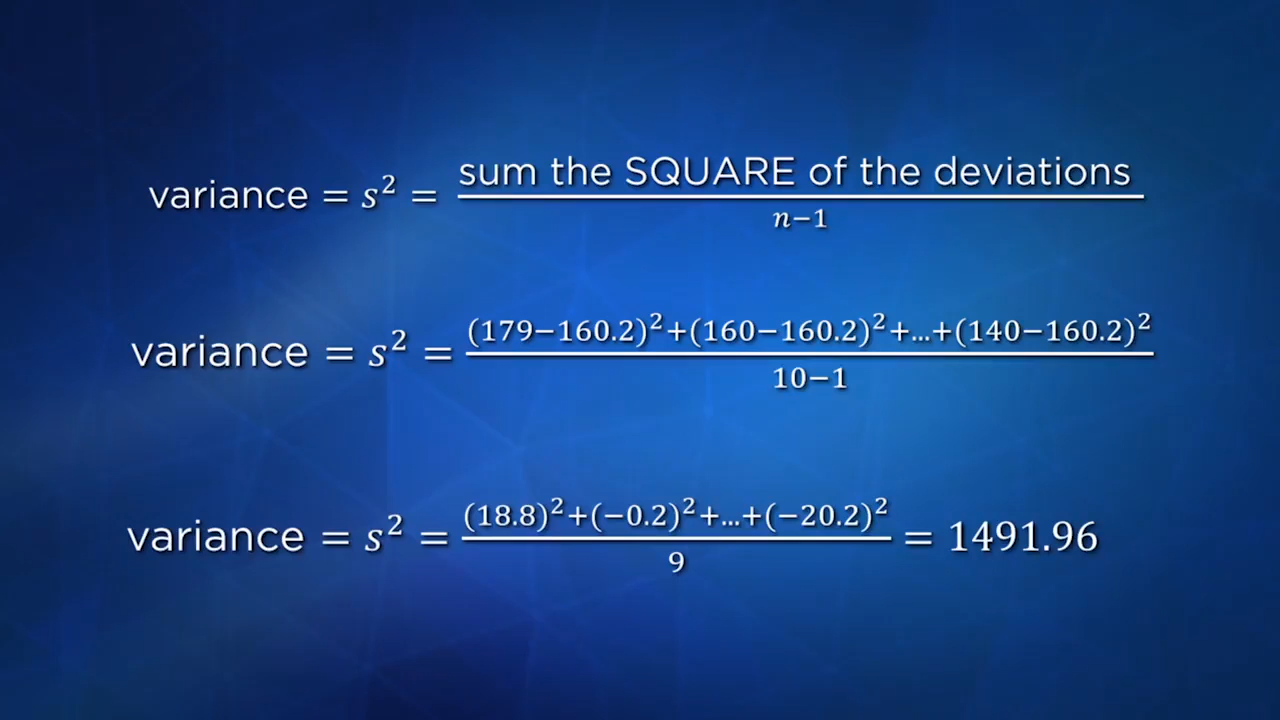 variance = s² = sum the SQUARE of the deviations / n−1
variance = s² = (179−160.2)²+(160−160.2)²+...+(140−160.2)² / 10−1
variance = s² = (18.8)²+(−0.2)²+...+(−20.2)² / 9 = 1491.96